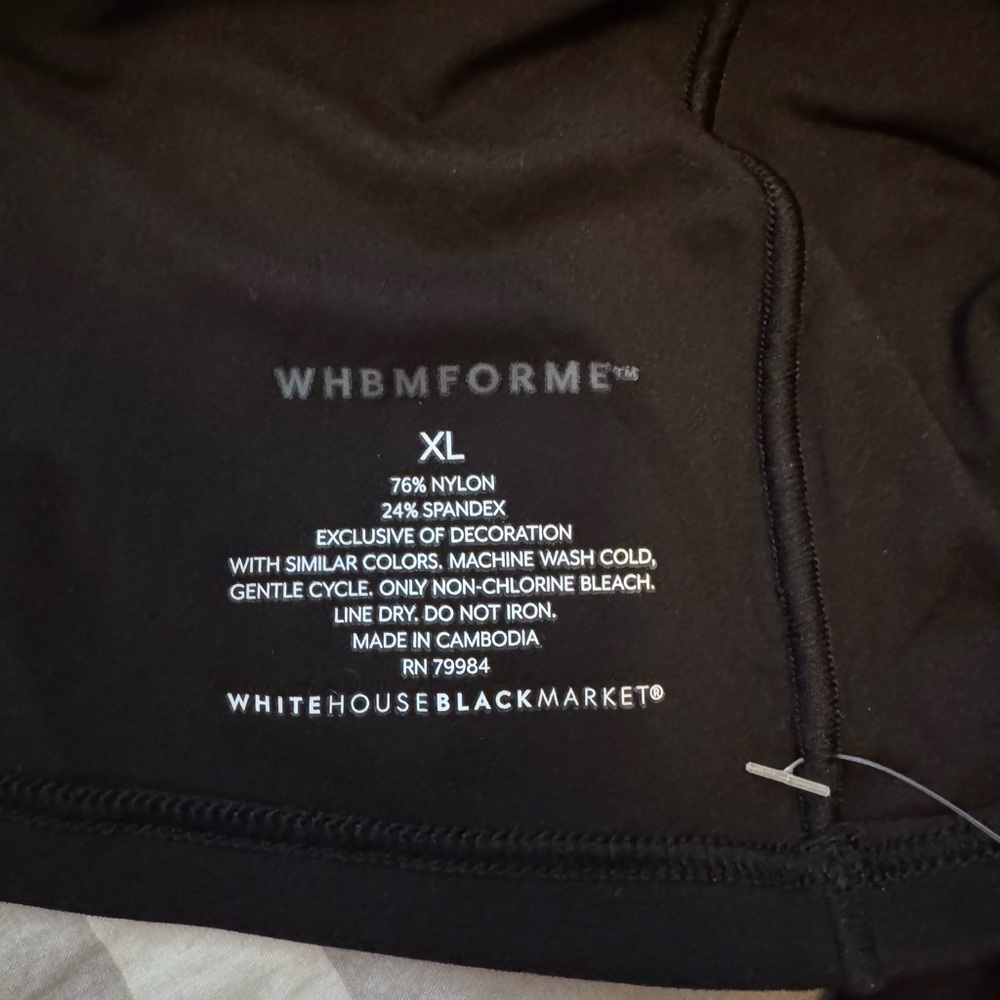 WHBMFORME™
XL
76% NYLON
24% SPANDEX
EXCLUSIVE OF DECORATION
WITH SIMILAR COLORS. MACHINE WASH COLD,
GENTLE CYCLE. ONLY NON-CHLORINE BLEACH.
LINE DRY. DO NOT IRON.
MADE IN CAMBODIA
RN 79984
WHITEHOUSEBLACKMARKET®